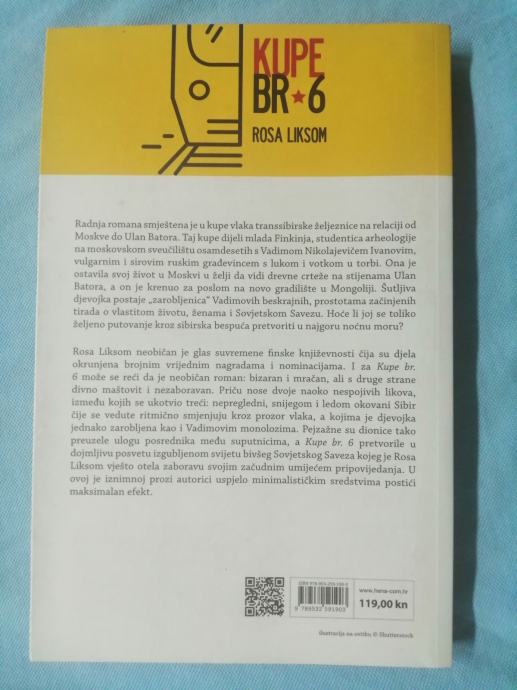 KUPE
BR★6
ROSA LIKSOM
Radnja romana smještena je u kupe vlaka transsibirske željeznice na relaciji od
Moskve do Ulan Batora. Taj kupe dijeli mlada Finkinja, studentica arheologije
na moskovskom sveučilištu osamdesetih s Vadimom Nikolajevičem Ivanovim,
vulgarnim i sirovim ruskim građevincem s lukom i votkom u torbi. Ona je
ostavila svoj život u Moskvi u želji da vidi drevne crteže na stijenama Ulan
Batora, a on je krenuo za poslom na novo gradilište u Mongoliji. Šutljiva
djevojka postaje „zarobljenica“ Vadimovih beskrajnih, prostotama začinjenih
tirada o vlastitom životu, ženama i Sovjetskom Savezu. Hoće li joj se toliko
željeno putovanje kroz sibirska bespuća pretvoriti u najgoru noćnu moru?
Rosa Liksom neobičan je glas suvremene finske književnosti čija su djela
okrunjena brojnim vrijednim nagradama i nominacijama. I za Kupe br.
6 može se reći da je neobičan roman: bizaran i mračan, ali s druge strane
divno maštovit i nezaboravan. Priču nose dvoje naoko nespojivih likova,
između kojih se ukotvio treći: nepregledni, snijegom i ledom okovani Sibir
čije se vedute ritmično smjenjuju kroz prozor vlaka, a kojima je djevojka
jednako zarobljena kao i Vadimovim monolozima. Pejzažne su dionice tako
preuzele ulogu posrednika među suputnicima, a Kupe br. 6 pretvorile u
dojmljivu posvetu izgubljenom svijetu bivšeg Sovjetskog Saveza kojeg je Rosa
Liksom vješto otela zaboravu svojim začudnim umijećem pripovijedanja. U
ovoj je iznimnoj prozi autorici uspjelo minimalističkim sredstvima postići
maksimalan efekt.
9 789532 591903
www.hena-com.hr
119,00 kn
ilustracija na ovitku © Shutterstock